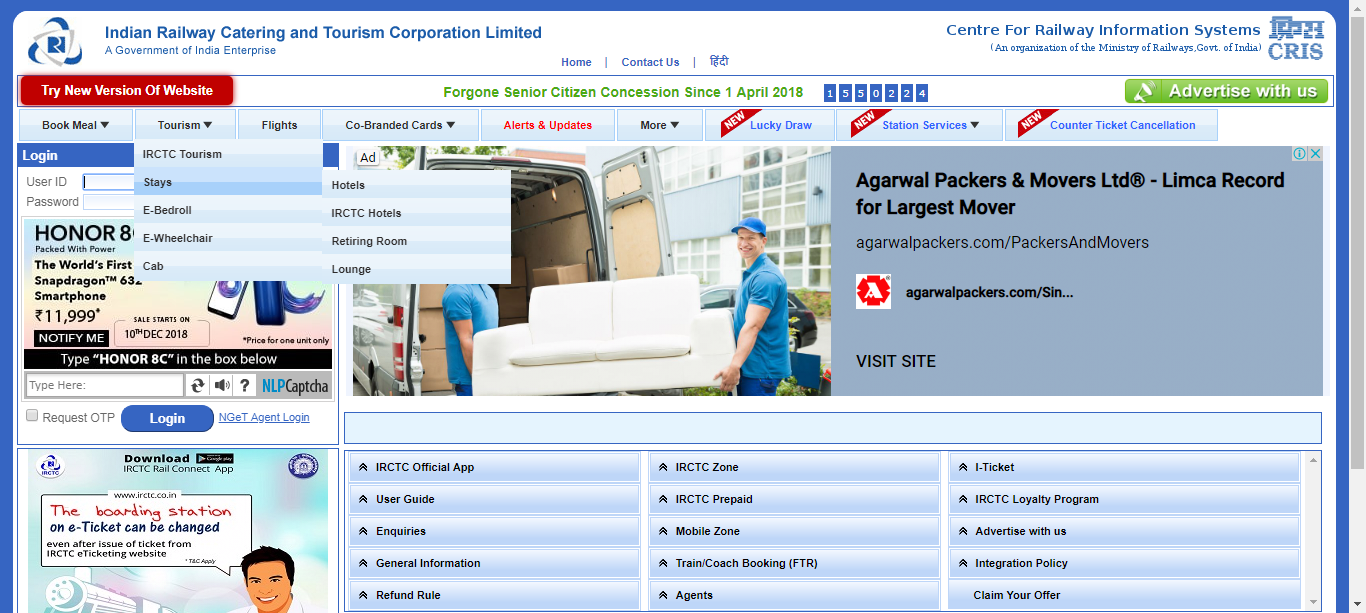 Indian Railway Catering and Tourism Corporation Limited
A Government of India Enterprise
Centre For Railway Information Systems
(An organization of the Ministry of Railways,Govt. of India)
CRIS
Home | Contact Us | हिंदी
Try New Version Of Website
Forgone Senior Citizen Concession Since 1 April 2018
1 5 5 0 2 2 4
Advertise with us
Book Meal
Tourism
Flights
Co-Branded Cards
Alerts & Updates
More
NEW Lucky Draw
NEW Station Services
NEW Counter Ticket Cancellation
Login
User ID
Password
IRCTC Tourism
Stays
E-Bedroll
E-Wheelchair
Cab
Hotels
IRCTC Hotels
Retiring Room
Lounge
HONOR 8
Packed With Power
The World's First
Snapdragon™ 632
Smartphone
₹11,999*
NOTIFY ME
SALE STARTS ON
10TH DEC 2018
*Price for one unit only
Type "HONOR 8C" in the box below
Type Here:
? NLPCaptcha
Request OTP
Login
NGeT Agent Login
Ad
Agarwal Packers & Movers Ltd® - Limca Record
for Largest Mover
agarwalpackers.com/PackersAndMovers
agarwalpackers.com/Sin...
VISIT SITE
IRCTC
Download Google play
IRCTC Rail Connect App
www.irctc.co.in
The boarding station
on e-Ticket can be changed
even after issue of ticket from
IRCTC eTicketing website
* T&C Apply
IRCTC Official App
IRCTC Zone
I-Ticket
User Guide
IRCTC Prepaid
IRCTC Loyalty Program
Enquiries
Mobile Zone
Advertise with us
General Information
Train/Coach Booking (FTR)
Integration Policy
Refund Rule
Agents
Claim Your Offer